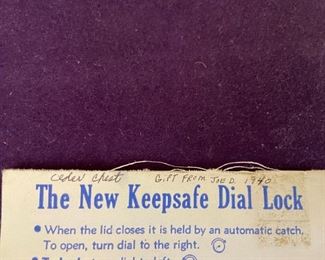 Cedar Chest Gift From Joe D. 1940
The New Keepsafe Dial Lock
• When the lid closes it is held by an automatic catch.
To open, turn dial to the right.